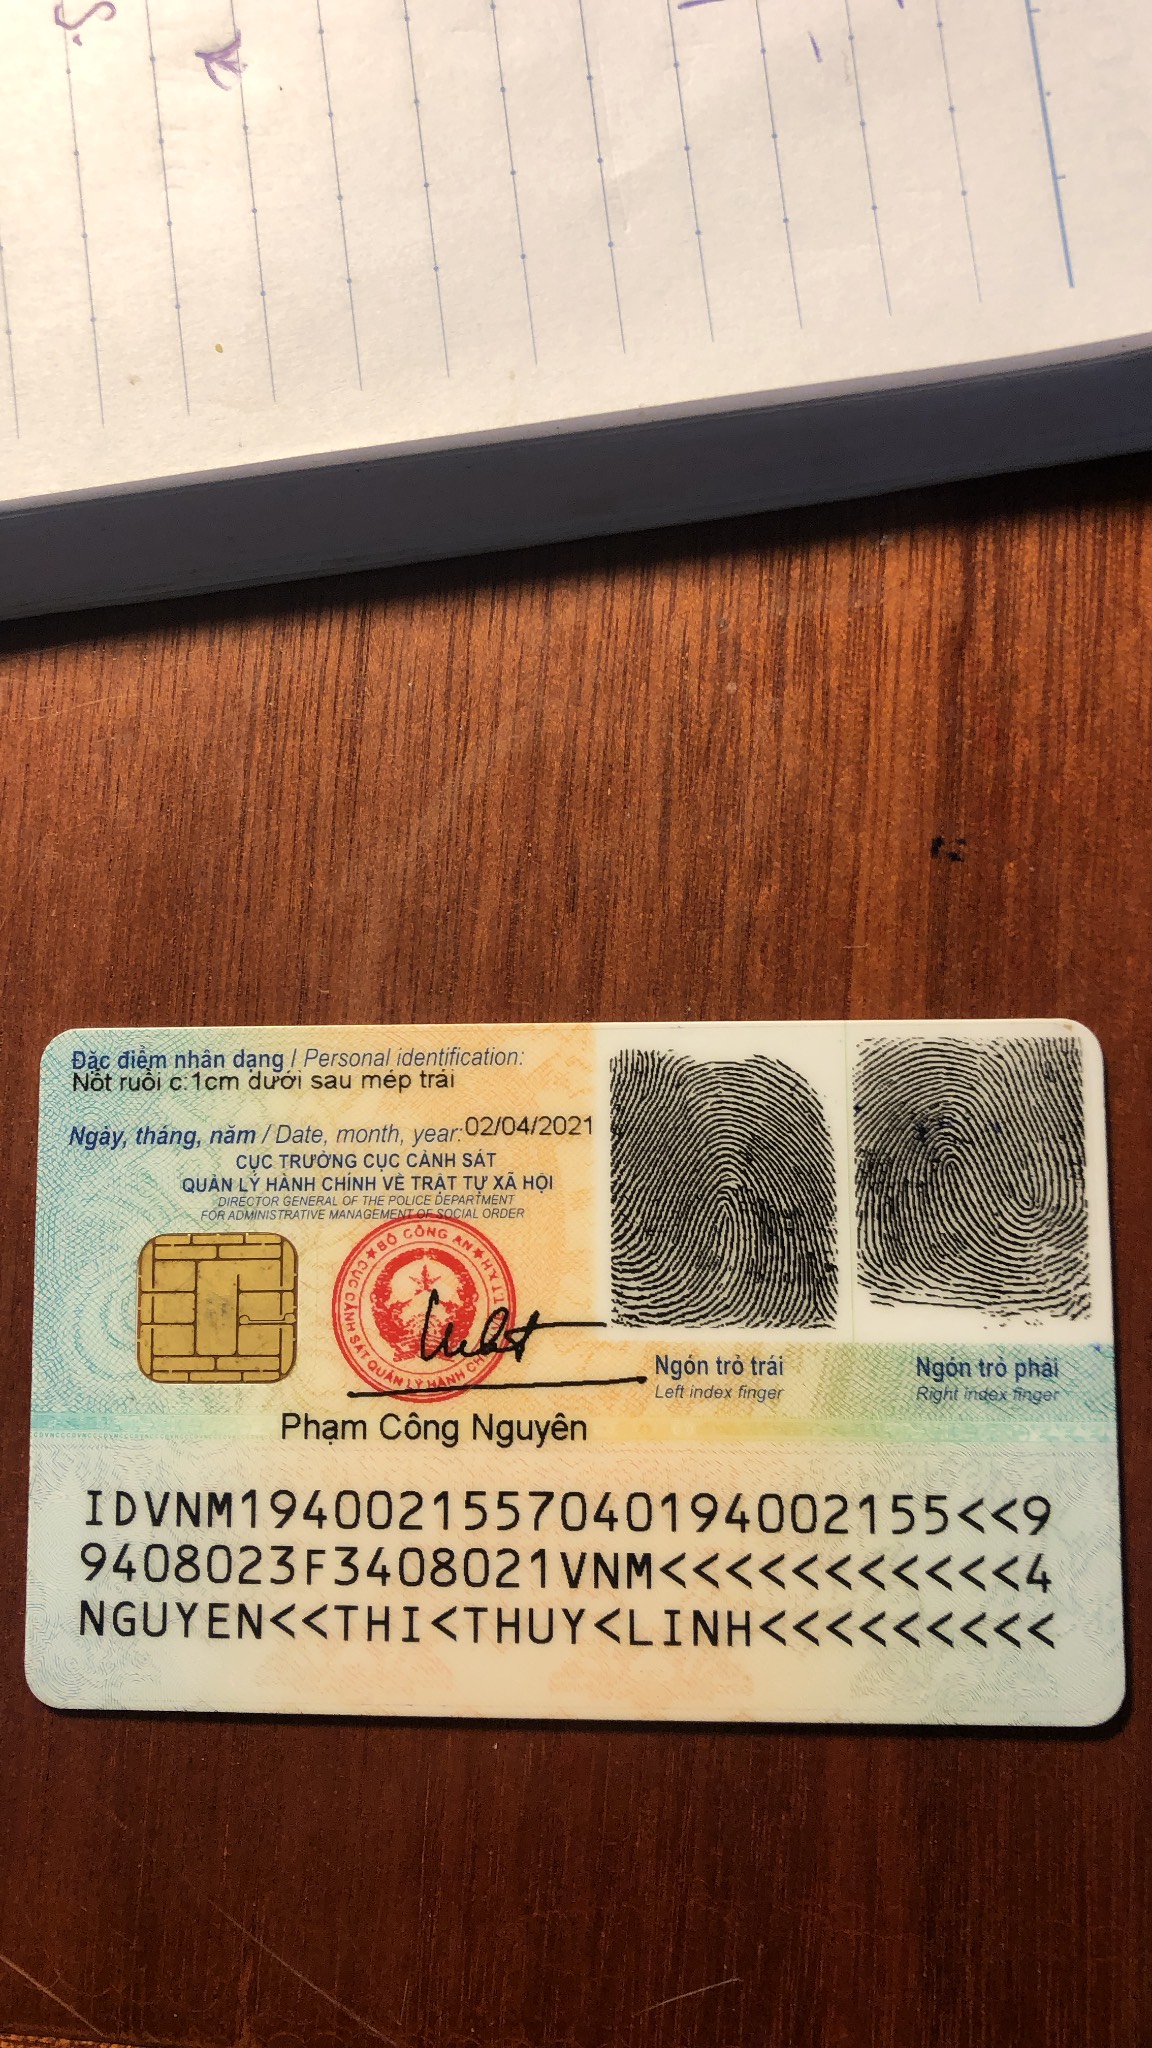 Đặc điểm nhân dạng / Personal identification:
Nốt ruồi c:1cm dưới sau mép trái
Ngày, tháng, năm / Date, month, year: 02/04/2021
CỤC TRƯỞNG CỤC CẢNH SÁT
QUẢN LÝ HÀNH CHÍNH VỀ TRẬT TỰ XÃ HỘI
DIRECTOR GENERAL OF THE POLICE DEPARTMENT
FOR ADMINISTRATIVE MANAGEMENT OF SOCIAL ORDER
BỘ CÔNG AN
CỤC CẢNH SÁT QUẢN LÝ HÀNH CH
Ngón trỏ trái
Left index finger
Ngón trỏ phải
Right index finger
Phạm Công Nguyên
IDVNM1940021557040194002155<<9
9408023F3408021VNM<<<<<<<<<<<4
NGUYEN<<THI<THUY<LINH<<<<<<<<<